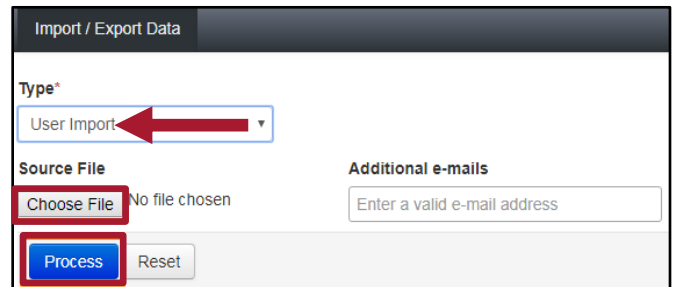 Import / Export Data
Type*
User Import
Source File Additional e-mails
Choose File No file chosen Enter a valid e-mail address
Process Reset